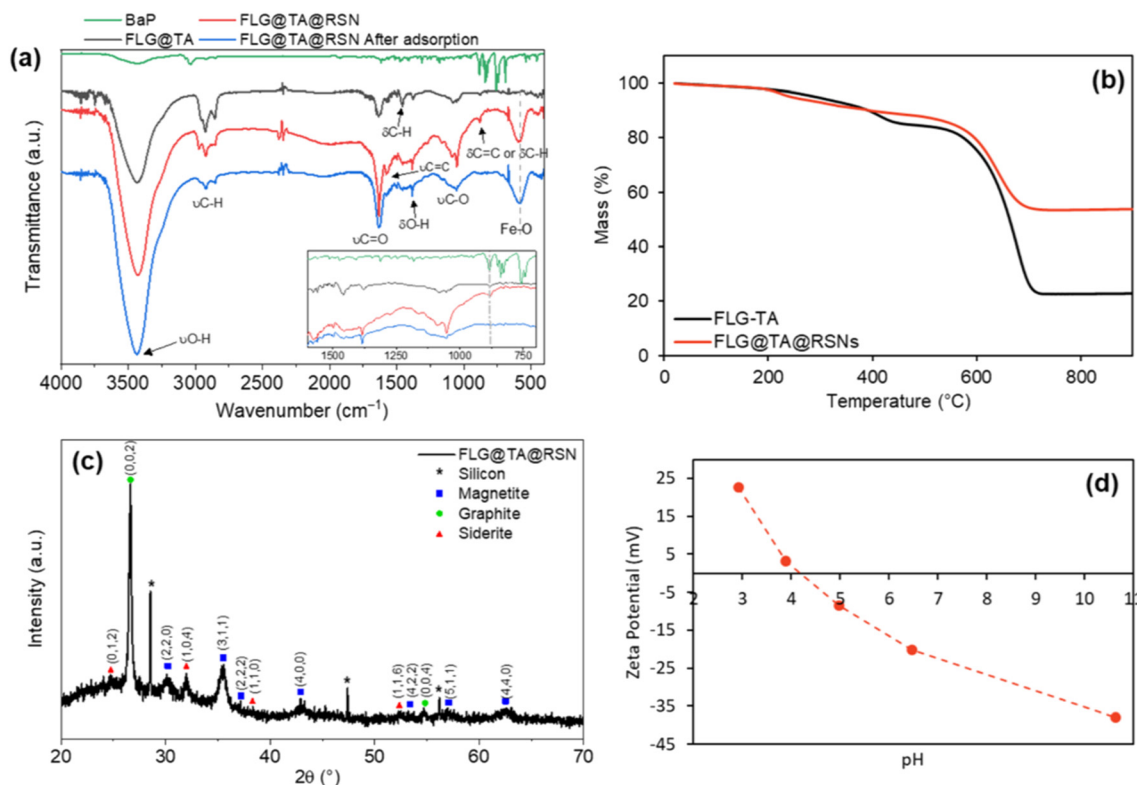 BaP
FLG@TA@RSN
FLG@TA
FLG@TA@RSN After adsorption
(a)
Transmittance (a.u.)
δC-H
δC=C or δC-H
υC=C
υC-H
υC-O
δO-H
Fe-O
υC=O
υO-H
1500 1250 1000 750
4000 3500 3000 2500 2000 1500 1000 500
Wavenumber (cm⁻¹)
(b)
Mass (%)
100
80
60
40
20
0
FLG-TA
FLG@TA@RSNs
0 200 400 600 800
Temperature (°C)
(c)
Intensity (a.u.)
FLG@TA@RSN
* Silicon
Magnetite
Graphite
Siderite
(0,1,2)
(0,0,2)
*
(2,2,0)
(1,0,4)
(3,1,1)
(2,2,2)
(1,1,0)
(4,0,0)
*
(1,1,6)
(4,2,2)
(0,0,4)
*
(5,1,1)
(4,4,0)
20 30 40 50 60 70
2θ (°)
(d)
Zeta Potential (mV)
25
15
5
-5
-15
-25
-35
-45
2 3 4 5 6 7 8 9 10 11
pH